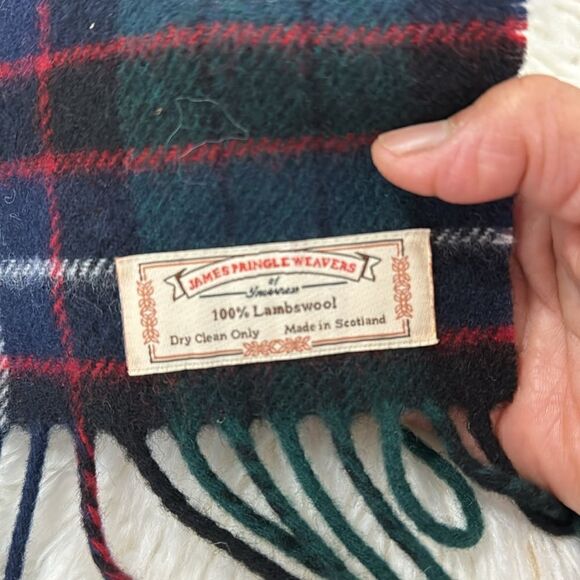 JAMES PRINGLE WEAVERS
of
Inverness
100% Lambswool
Dry Clean Only Made in Scotland